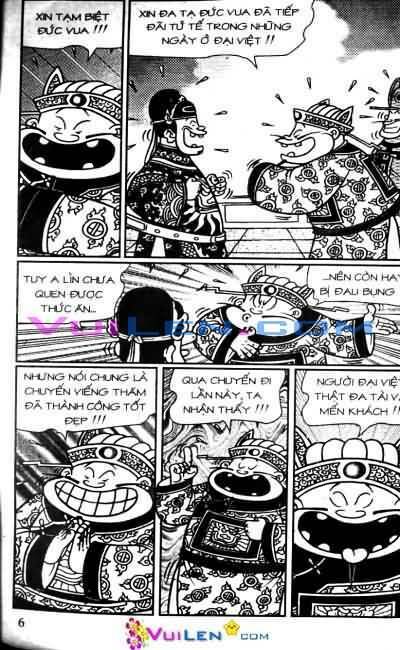 XIN TẠM BIỆT
ĐỨC VUA !!!
XIN ĐA TẠ ĐỨC VUA ĐÃ TIẾP
ĐÃI TỬ TẾ TRONG NHỮNG
NGÀY Ở ĐẠI VIỆT !!
TUY A LÌN CHƯA
QUEN ĐƯỢC
THỨC ĂN...
...NÊN CÒN HAY
BỊ ĐAU BỤNG
VuiLen.com
NHƯNG NÓI CHUNG LÀ
CHUYẾN VIẾNG THĂM
ĐÃ THÀNH CÔNG TỐT
ĐẸP !!!
QUA CHUYẾN ĐI
LẦN NÀY, TA
NHẬN THẤY !!!
NGƯỜI ĐẠI VIỆT
THẬT ĐA TÀI VÀ
MẾN KHÁCH !!!
6
VuiLen.com